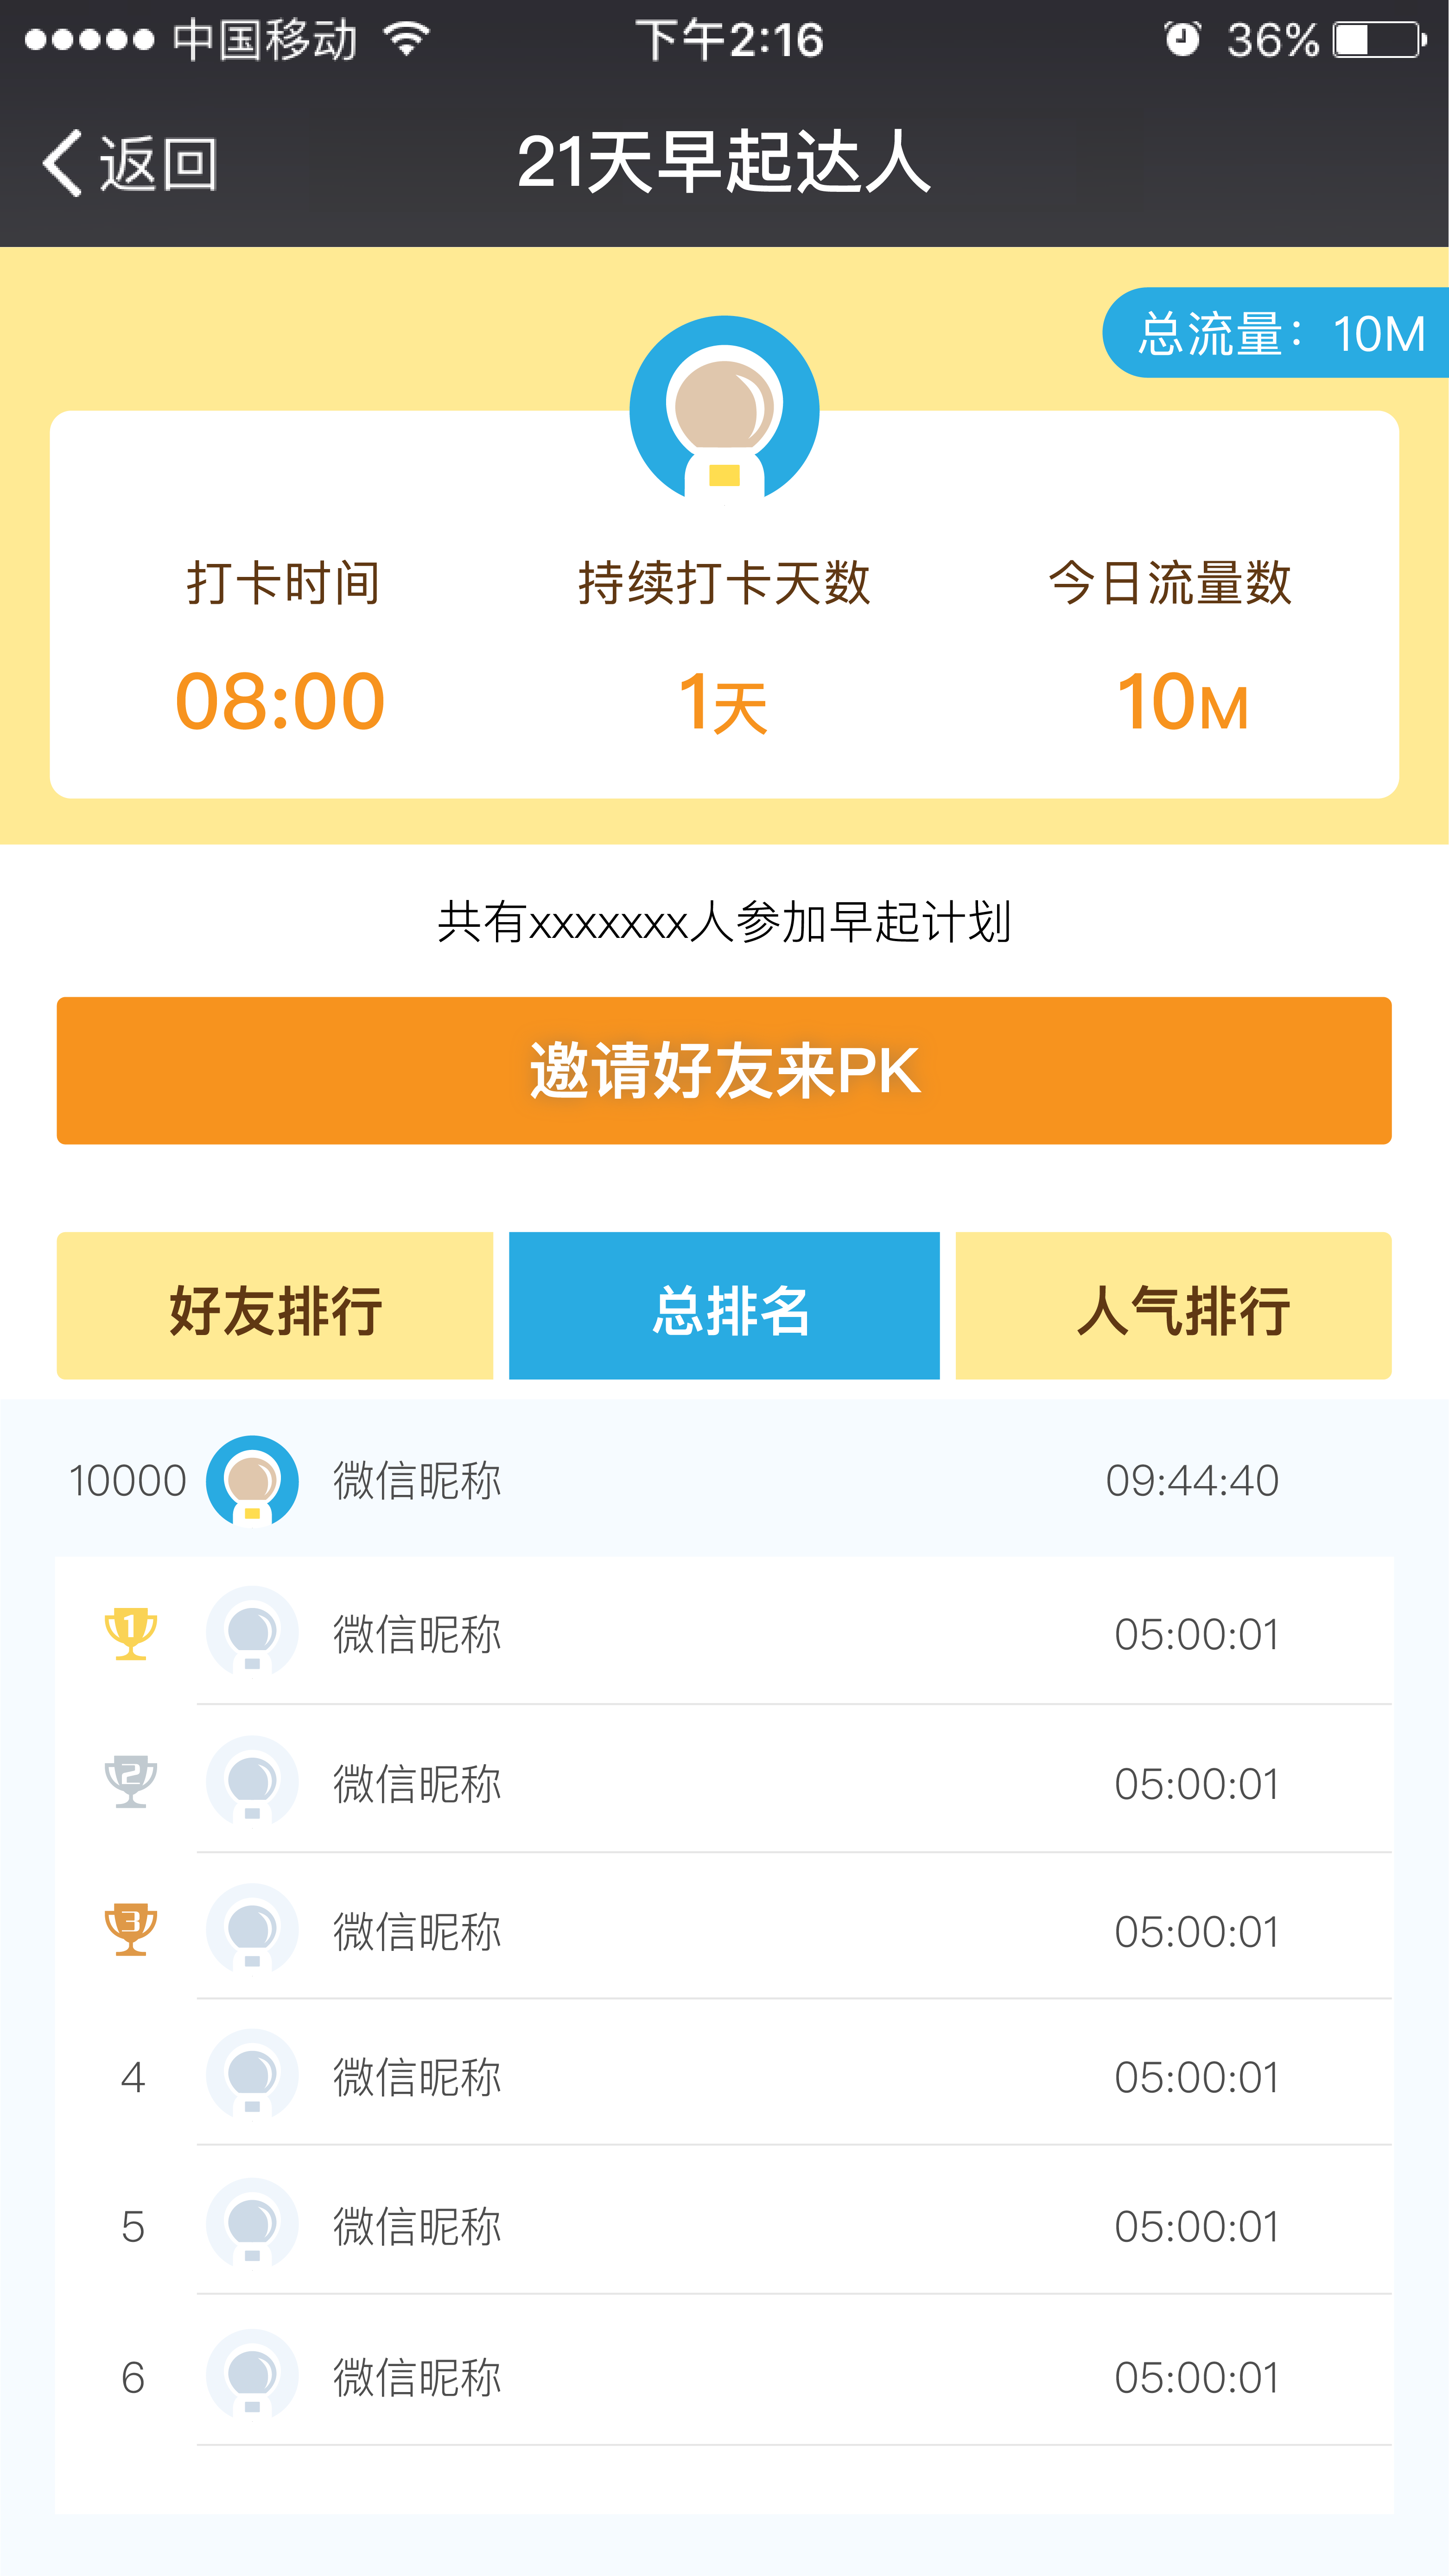 中国移动 下午2:16 36%
返回 21天早起达人
总流量：10M
打卡时间 持续打卡天数 今日流量数
08:00 1天 10M
共有xxxxxxx人参加早起计划
邀请好友来PK
好友排行 总排名 人气排行
10000 微信昵称 09:44:40
1 微信昵称 05:00:01
2 微信昵称 05:00:01
3 微信昵称 05:00:01
4 微信昵称 05:00:01
5 微信昵称 05:00:01
6 微信昵称 05:00:01